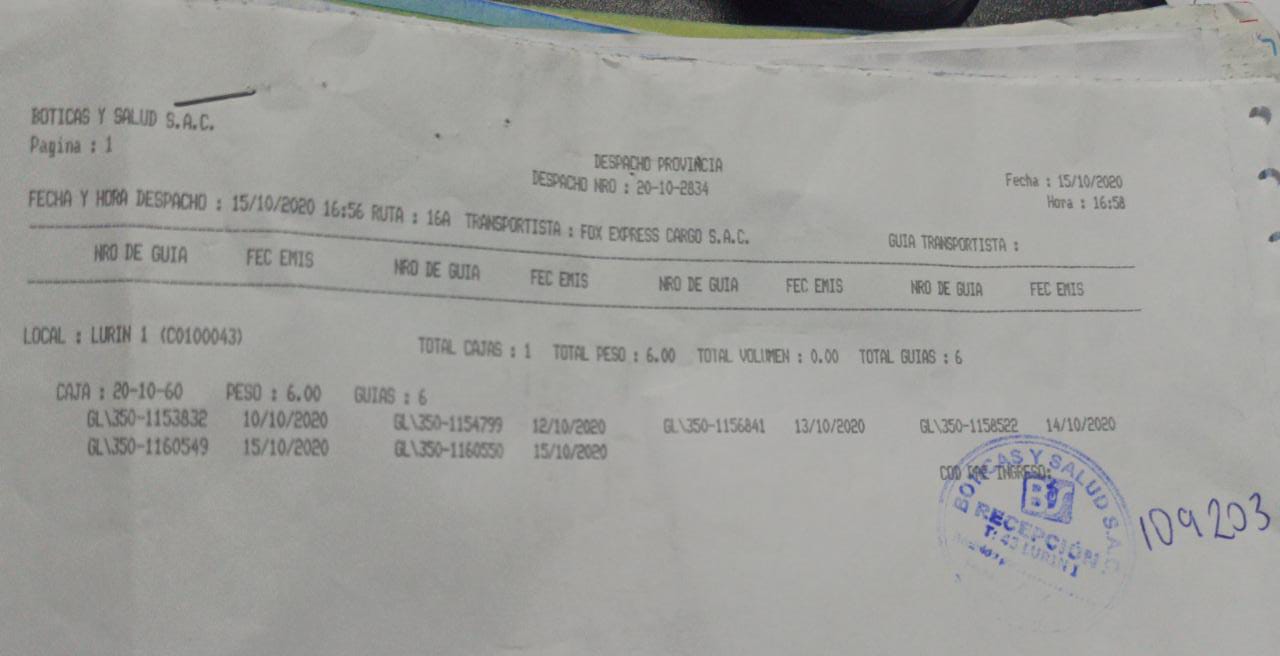 BOTICAS Y SALUD S.A.C.
Pagina : 1
DESPACHO PROVINCIA
DESPACHO NRO : 20-10-2834
Fecha : 15/10/2020
Hora : 16:58
FECHA Y HORA DESPACHO : 15/10/2020 16:56 RUTA : 16A TRANSPORTISTA : FOX EXPRESS CARGO S.A.C. GUIA TRANSPORTISTA :
NRO DE GUIA FEC EMIS NRO DE GUIA FEC EMIS NRO DE GUIA FEC EMIS NRO DE GUIA FEC EMIS
LOCAL : LURIN 1 (C0100043) TOTAL CAJAS : 1 TOTAL PESO : 6.00 TOTAL VOLUMEN : 0.00 TOTAL GUIAS : 6
CAJA : 20-10-60 PESO : 6.00 GUIAS : 6
GL\350-1153832 10/10/2020 GL\350-1154799 12/10/2020 GL\350-1156841 13/10/2020 GL\350-1158522 14/10/2020
GL\350-1160549 15/10/2020 GL\350-1160550 15/10/2020
COD INGRESO:
BOTICAS Y SALUD S.A.C.
BS
RECEPCIÓN
T: 43 LURIN 1
109203